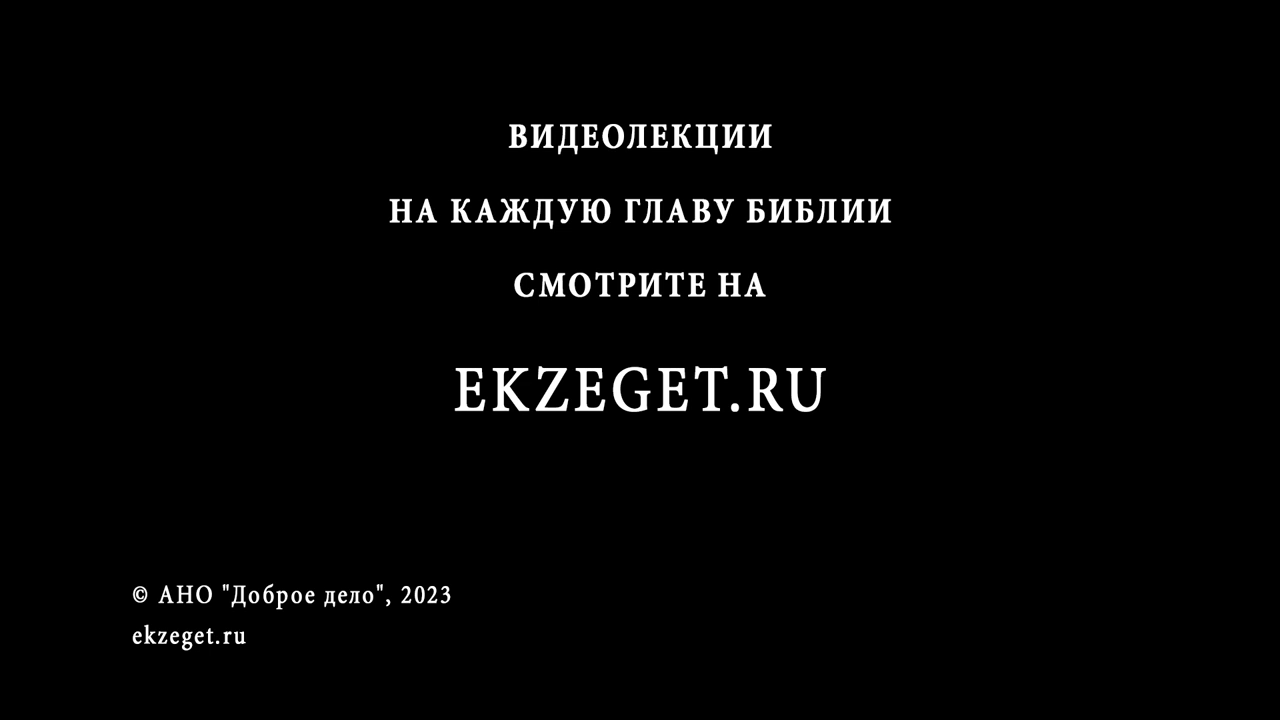 ВИДЕОЛЕКЦИИ
НА КАЖДУЮ ГЛАВУ БИБЛИИ
СМОТРИТЕ НА
EKZEGET.RU
© АНО "Доброе дело", 2023
ekzeget.ru